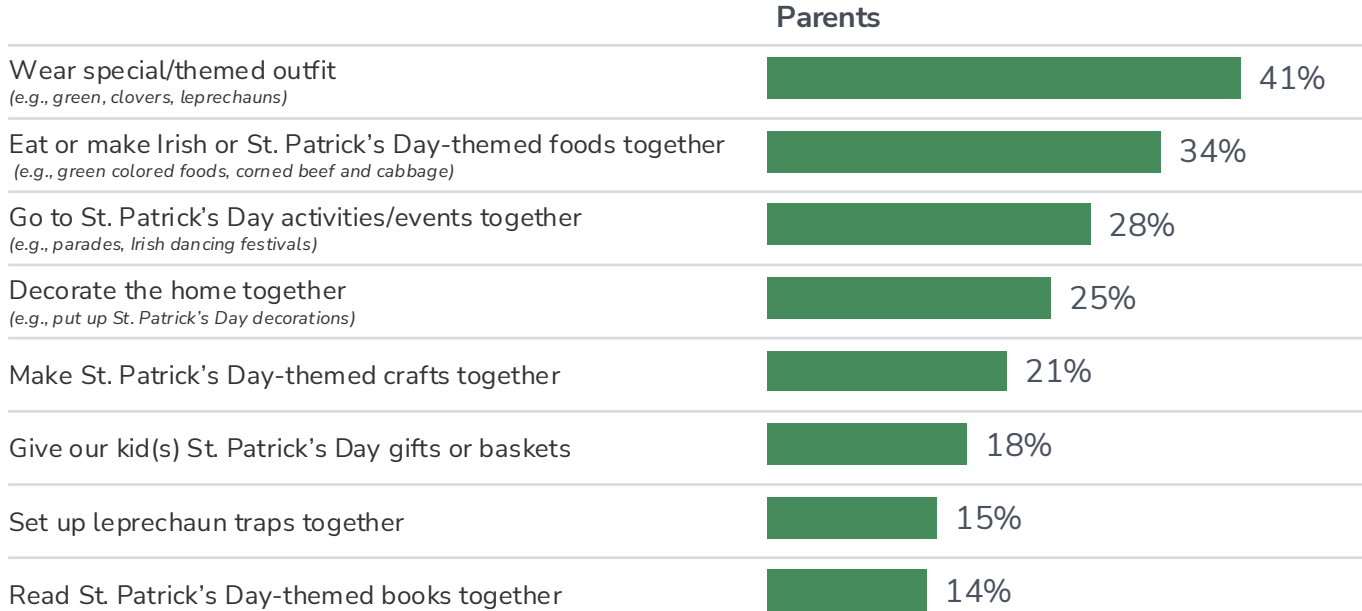 Parents
Wear special/themed outfit
(e.g., green, clovers, leprechauns)
41%
Eat or make Irish or St. Patrick's Day-themed foods together
(e.g., green colored foods, corned beef and cabbage)
34%
Go to St. Patrick's Day activities/events together
(e.g., parades, Irish dancing festivals)
28%
Decorate the home together
(e.g., put up St. Patrick's Day decorations)
25%
Make St. Patrick's Day-themed crafts together
21%
Give our kid(s) St. Patrick's Day gifts or baskets
18%
Set up leprechaun traps together
15%
Read St. Patrick's Day-themed books together
14%